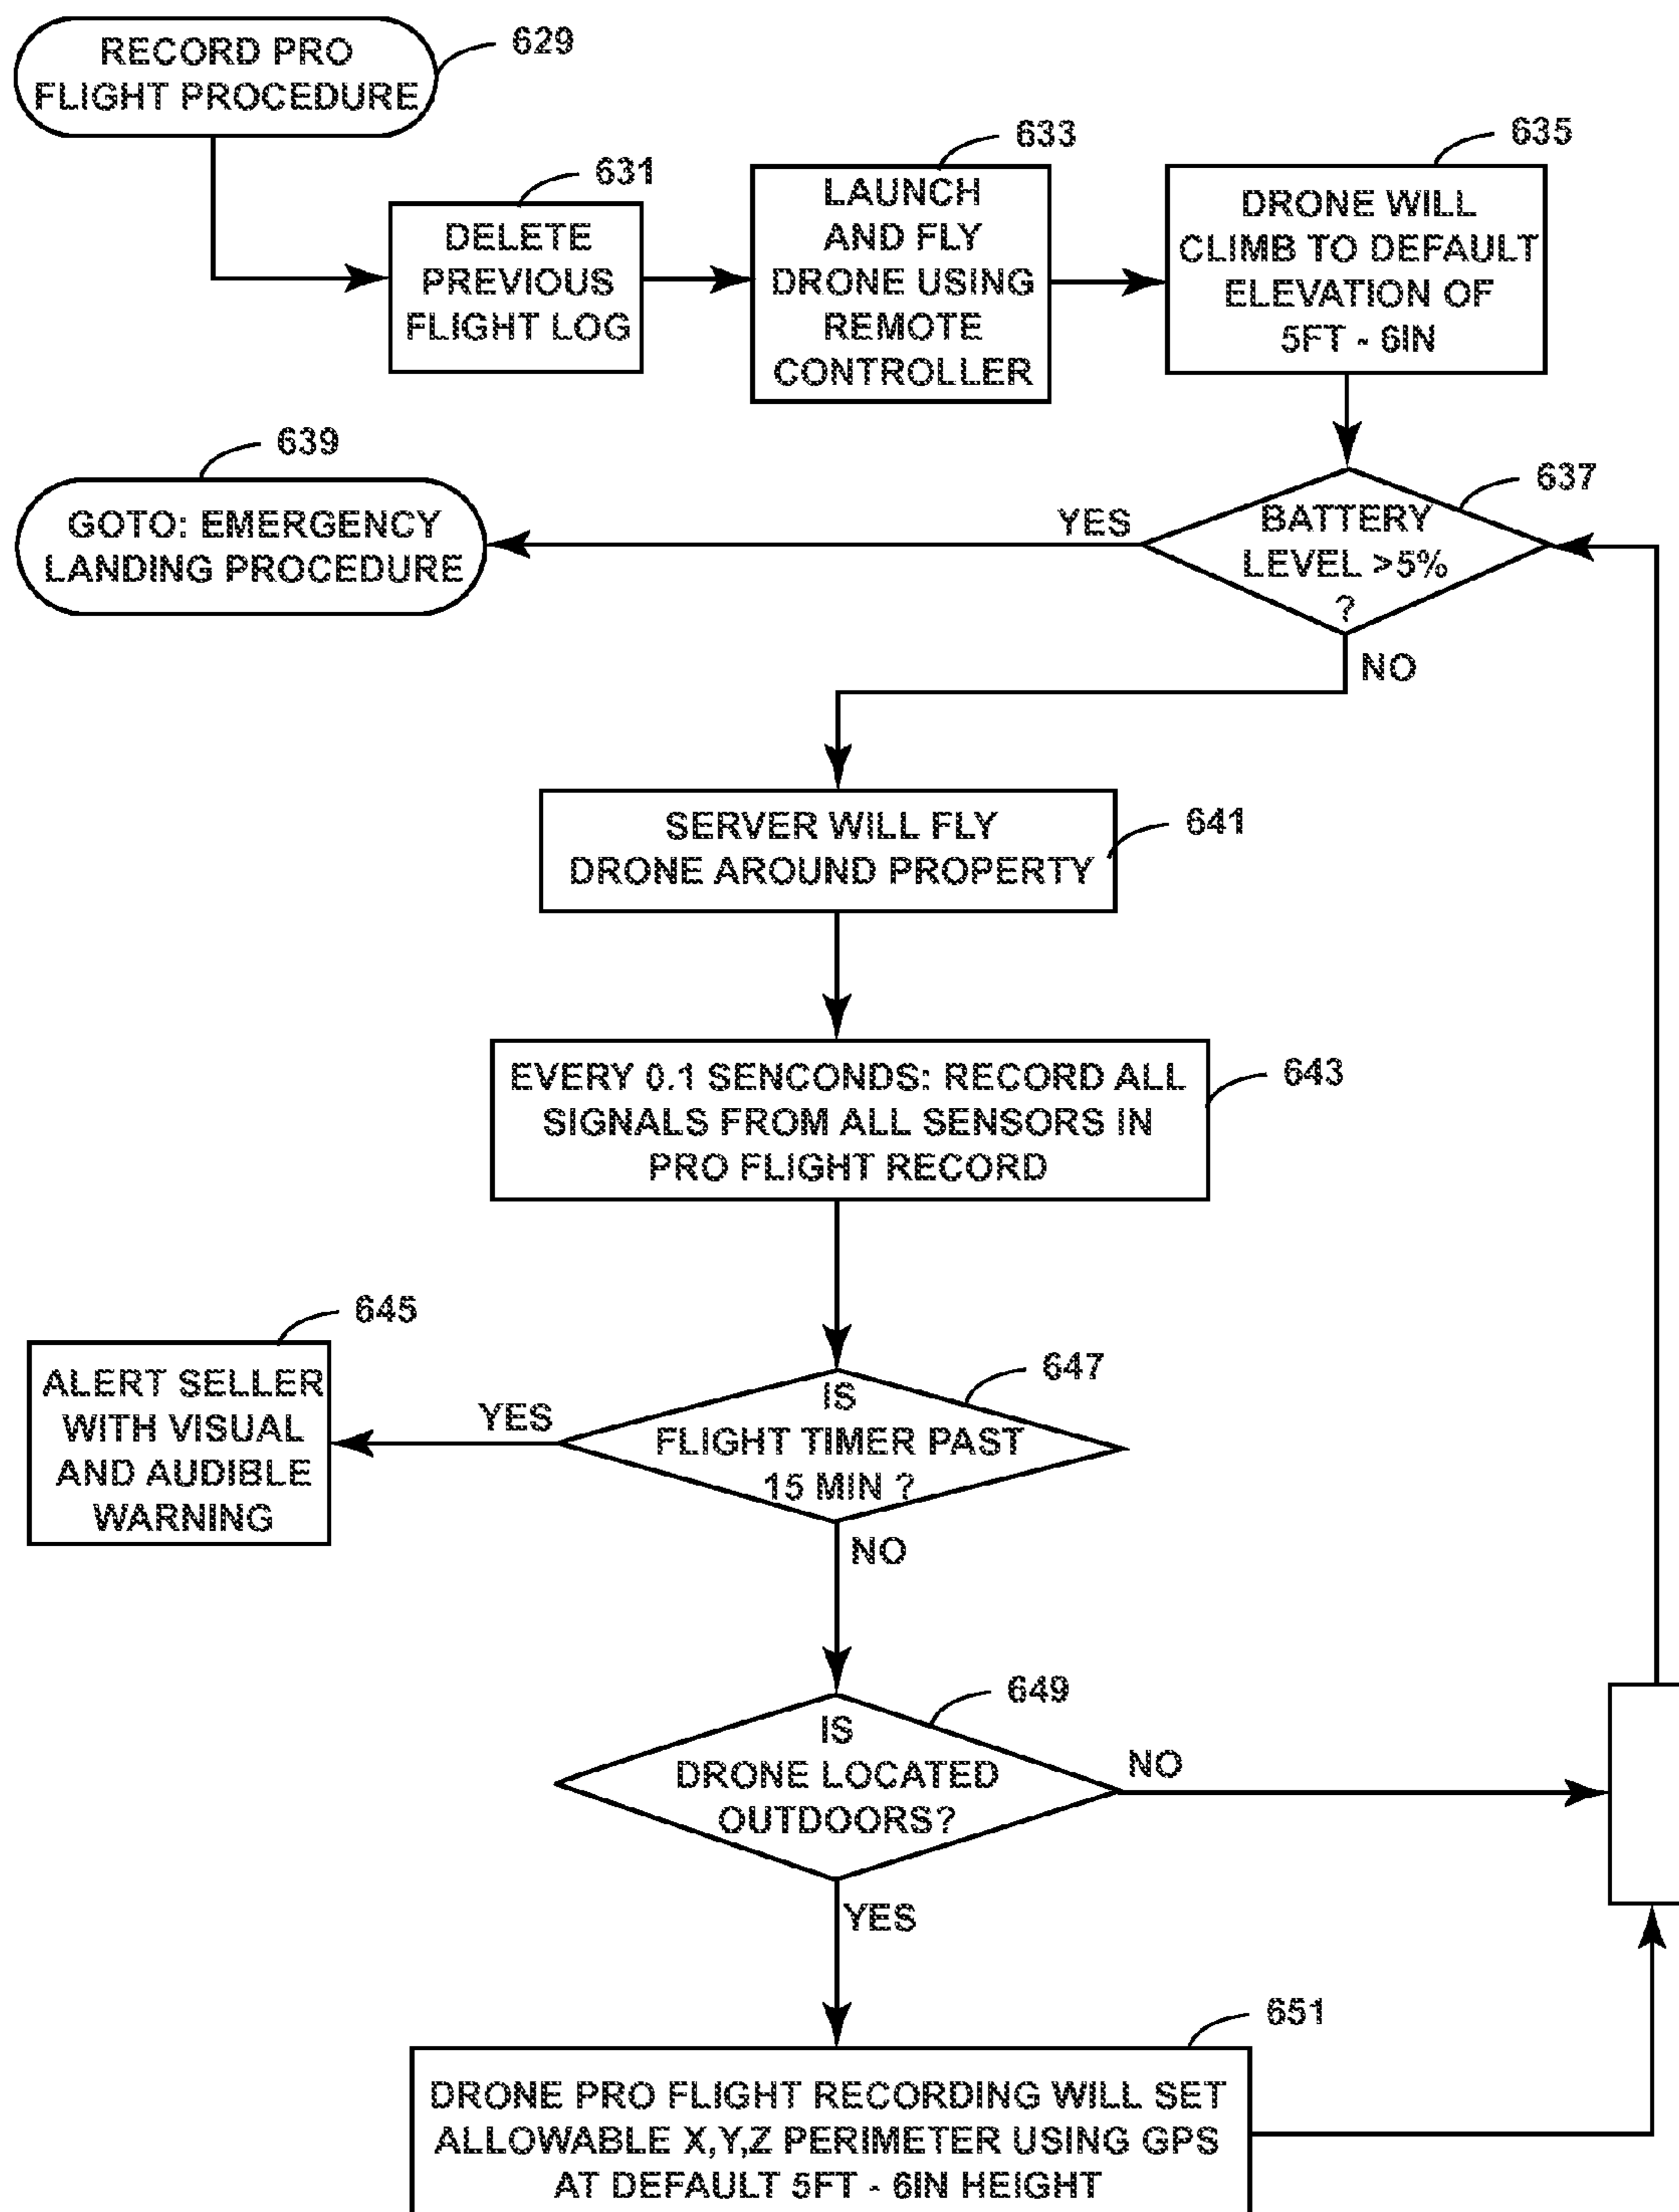 RECORD PRO
FLIGHT PROCEDURE
629
631
DELETE
PREVIOUS
FLIGHT LOG
633
LAUNCH
AND FLY
DRONE USING
REMOTE
CONTROLLER
635
DRONE WILL
CLIMB TO DEFAULT
ELEVATION OF
5FT - 6IN
639
GOTO: EMERGENCY
LANDING PROCEDURE
YES
637
BATTERY
LEVEL >5%
?
NO
SERVER WILL FLY
DRONE AROUND PROPERTY
641
EVERY 0.1 SENCONDS: RECORD ALL
SIGNALS FROM ALL SENSORS IN
PRO FLIGHT RECORD
643
645
ALERT SELLER
WITH VISUAL
AND AUDIBLE
WARNING
YES
647
IS
FLIGHT TIMER PAST
15 MIN ?
NO
649
IS
DRONE LOCATED
OUTDOORS?
NO
YES
651
DRONE PRO FLIGHT RECORDING WILL SET
ALLOWABLE X,Y,Z PERIMETER USING GPS
AT DEFAULT 5FT - 6IN HEIGHT